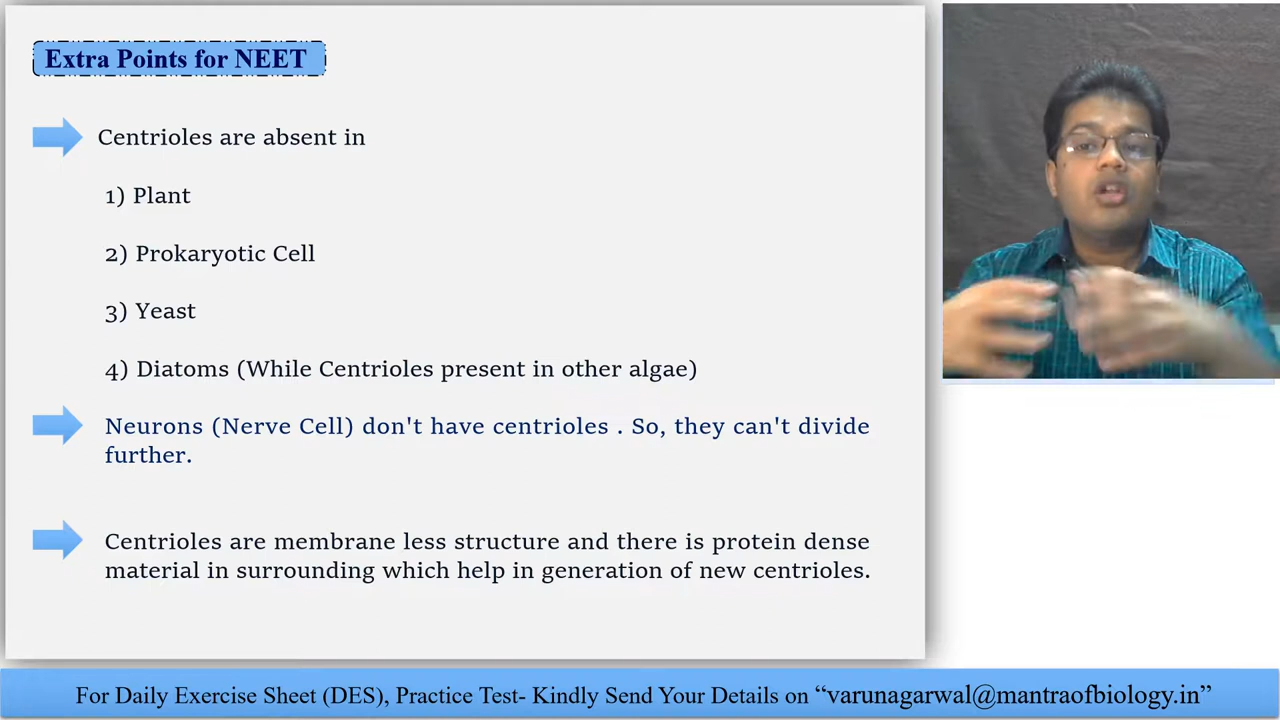 Extra Points for NEET
Centrioles are absent in
1) Plant
2) Prokaryotic Cell
3) Yeast
4) Diatoms (While Centrioles present in other algae)
Neurons (Nerve Cell) don't have centrioles . So, they can't divide
further.
Centrioles are membrane less structure and there is protein dense
material in surrounding which help in generation of new centrioles.
For Daily Exercise Sheet (DES), Practice Test- Kindly Send Your Details on “varunagarwal@mantraofbiology.in”